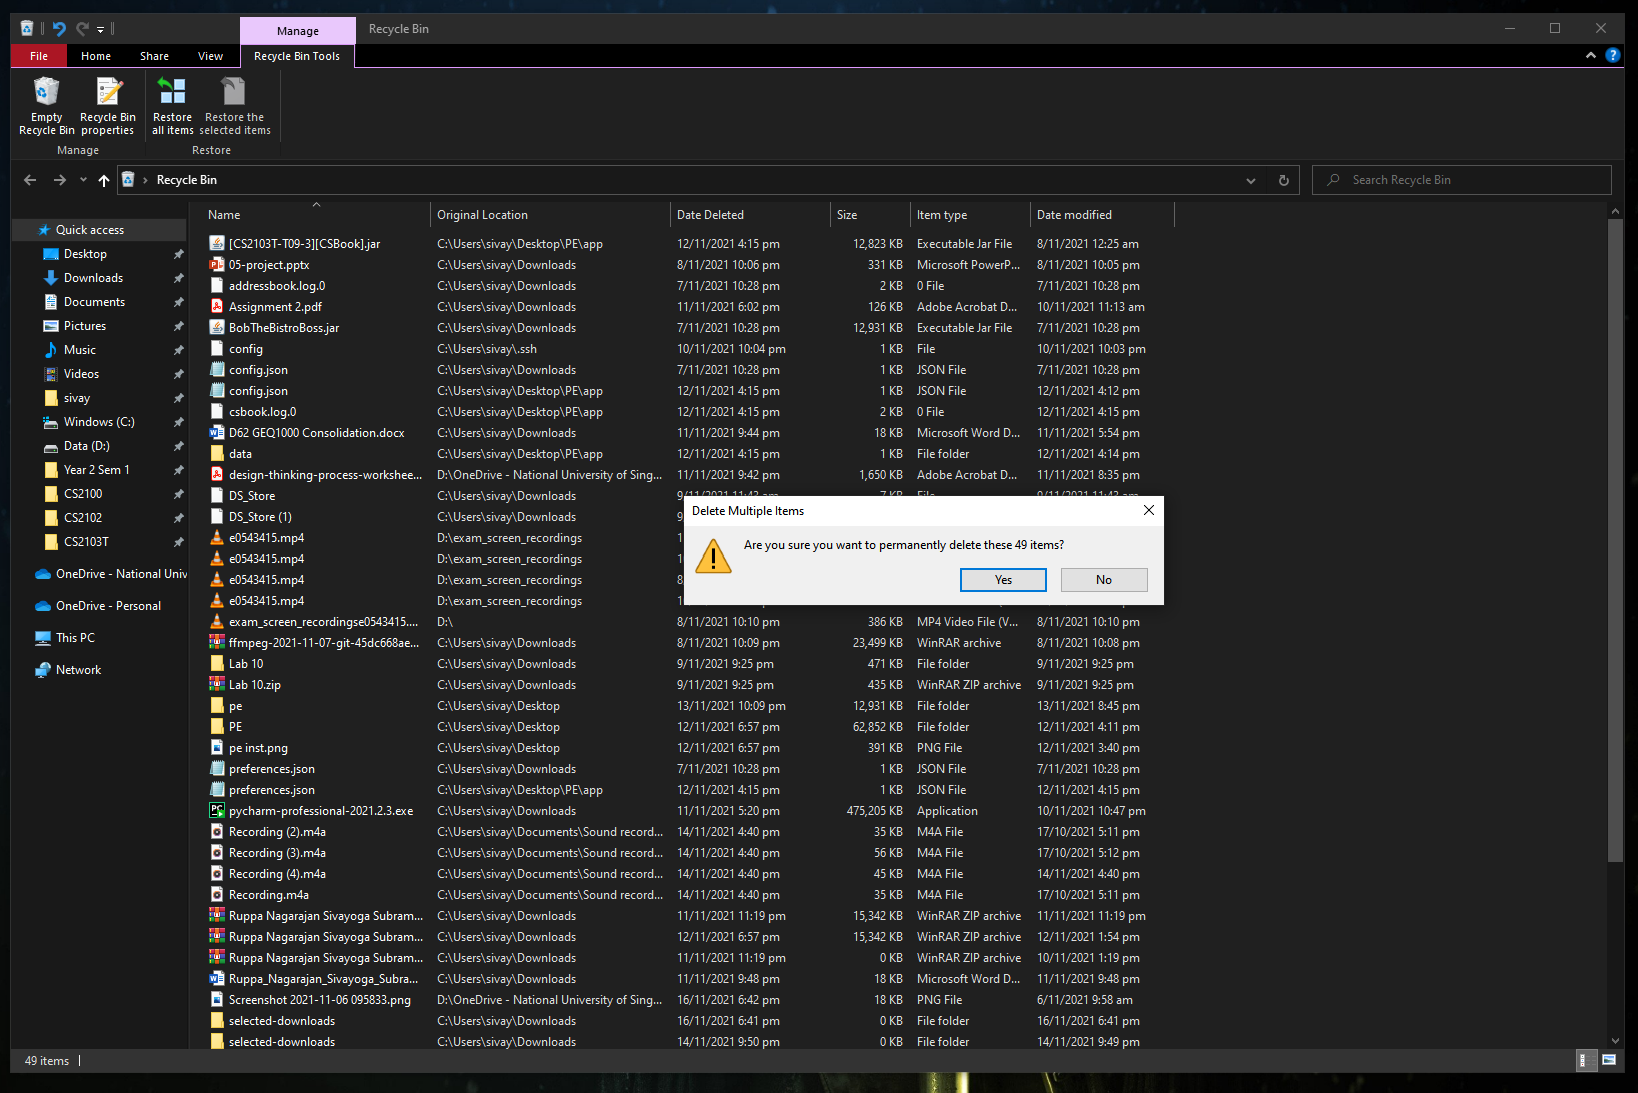 Manage
Recycle Bin
File
Home
Share
View
Recycle Bin Tools
Empty
Recycle Bin
Recycle Bin
properties
Restore
all items
Restore the
selected items
Manage
Restore
Recycle Bin
Search Recycle Bin
Quick access
Desktop
Downloads
Documents
Pictures
Music
Videos
sivay
Windows (C:)
Data (D:)
Year 2 Sem 1
CS2100
CS2102
CS2103T
OneDrive - National Univ
OneDrive - Personal
This PC
Network
Name Original Location Date Deleted Size Item type Date modified
[CS2103T-T09-3][CSBook].jar C:\Users\sivay\Desktop\PE\app 12/11/2021 4:15 pm 12,823 KB Executable Jar File 8/11/2021 12:25 am
05-project.pptx C:\Users\sivay\Downloads 8/11/2021 10:06 pm 331 KB Microsoft PowerP... 8/11/2021 10:05 pm
addressbook.log.0 C:\Users\sivay\Downloads 7/11/2021 10:28 pm 2 KB 0 File 7/11/2021 10:28 pm
Assignment 2.pdf C:\Users\sivay\Downloads 11/11/2021 6:02 pm 126 KB Adobe Acrobat D... 10/11/2021 11:13 am
BobTheBistroBoss.jar C:\Users\sivay\Downloads 7/11/2021 10:28 pm 12,931 KB Executable Jar File 7/11/2021 10:28 pm
config C:\Users\sivay\.ssh 10/11/2021 10:04 pm 1 KB File 10/11/2021 10:03 pm
config.json C:\Users\sivay\Downloads 7/11/2021 10:28 pm 1 KB JSON File 7/11/2021 10:28 pm
config.json C:\Users\sivay\Desktop\PE\app 12/11/2021 4:15 pm 1 KB JSON File 12/11/2021 4:12 pm
csbook.log.0 C:\Users\sivay\Desktop\PE\app 12/11/2021 4:15 pm 2 KB 0 File 12/11/2021 4:15 pm
D62 GEQ1000 Consolidation.docx C:\Users\sivay\Downloads 11/11/2021 9:44 pm 18 KB Microsoft Word D... 11/11/2021 5:54 pm
data C:\Users\sivay\Desktop\PE\app 12/11/2021 4:15 pm 1 KB File folder 12/11/2021 4:14 pm
design-thinking-process-workshee... D:\OneDrive - National University of Sing... 11/11/2021 9:42 pm 1,650 KB Adobe Acrobat D... 11/11/2021 8:35 pm
DS_Store C:\Users\sivay\Downloads 9/11/2021 11:43 am 7 KB File 9/11/2021 11:43 am
DS_Store (1) C:\Users\sivay\Downloads 9
e0543415.mp4 D:\exam_screen_recordings
e0543415.mp4 D:\exam_screen_recordings
e0543415.mp4 D:\exam_screen_recordings 8
e0543415.mp4 D:\exam_screen_recordings
Delete Multiple Items
Are you sure you want to permanently delete these 49 items?
Yes
No
exam_screen_recordingse0543415.... D:\ 8/11/2021 10:10 pm 386 KB MP4 Video File (V... 8/11/2021 10:10 pm
ffmpeg-2021-11-07-git-45dc668ae... C:\Users\sivay\Downloads 8/11/2021 10:09 pm 23,499 KB WinRAR archive 8/11/2021 10:08 pm
Lab 10 C:\Users\sivay\Downloads 9/11/2021 9:25 pm 471 KB File folder 9/11/2021 9:25 pm
Lab 10.zip C:\Users\sivay\Downloads 9/11/2021 9:25 pm 435 KB WinRAR ZIP archive 9/11/2021 9:25 pm
pe C:\Users\sivay\Desktop 13/11/2021 10:09 pm 12,931 KB File folder 13/11/2021 8:45 pm
PE C:\Users\sivay\Desktop 12/11/2021 6:57 pm 62,852 KB File folder 12/11/2021 4:11 pm
pe inst.png C:\Users\sivay\Desktop 12/11/2021 6:57 pm 391 KB PNG File 12/11/2021 3:40 pm
preferences.json C:\Users\sivay\Downloads 7/11/2021 10:28 pm 1 KB JSON File 7/11/2021 10:28 pm
preferences.json C:\Users\sivay\Desktop\PE\app 12/11/2021 4:15 pm 1 KB JSON File 12/11/2021 4:15 pm
pycharm-professional-2021.2.3.exe C:\Users\sivay\Downloads 11/11/2021 5:20 pm 475,205 KB Application 10/11/2021 10:47 pm
Recording (2).m4a C:\Users\sivay\Documents\Sound record... 14/11/2021 4:40 pm 35 KB M4A File 17/10/2021 5:11 pm
Recording (3).m4a C:\Users\sivay\Documents\Sound record... 14/11/2021 4:40 pm 56 KB M4A File 17/10/2021 5:12 pm
Recording (4).m4a C:\Users\sivay\Documents\Sound record... 14/11/2021 4:40 pm 45 KB M4A File 14/11/2021 4:40 pm
Recording.m4a C:\Users\sivay\Documents\Sound record... 14/11/2021 4:40 pm 35 KB M4A File 17/10/2021 5:11 pm
Ruppa Nagarajan Sivayoga Subram... C:\Users\sivay\Downloads 11/11/2021 11:19 pm 15,342 KB WinRAR ZIP archive 11/11/2021 11:19 pm
Ruppa Nagarajan Sivayoga Subram... C:\Users\sivay\Downloads 12/11/2021 6:57 pm 15,342 KB WinRAR ZIP archive 12/11/2021 1:54 pm
Ruppa Nagarajan Sivayoga Subram... C:\Users\sivay\Downloads 11/11/2021 11:19 pm 0 KB WinRAR ZIP archive 10/11/2021 1:19 pm
Ruppa_Nagarajan_Sivayoga_Subra... C:\Users\sivay\Downloads 11/11/2021 9:48 pm 18 KB Microsoft Word D... 11/11/2021 9:48 pm
Screenshot 2021-11-06 095833.png D:\OneDrive - National University of Sing... 16/11/2021 6:42 pm 18 KB PNG File 6/11/2021 9:58 am
selected-downloads C:\Users\sivay\Downloads 16/11/2021 6:41 pm 0 KB File folder 16/11/2021 6:41 pm
selected-downloads C:\Users\sivay\Downloads 14/11/2021 9:50 pm 0 KB File folder 14/11/2021 9:49 pm
49 items